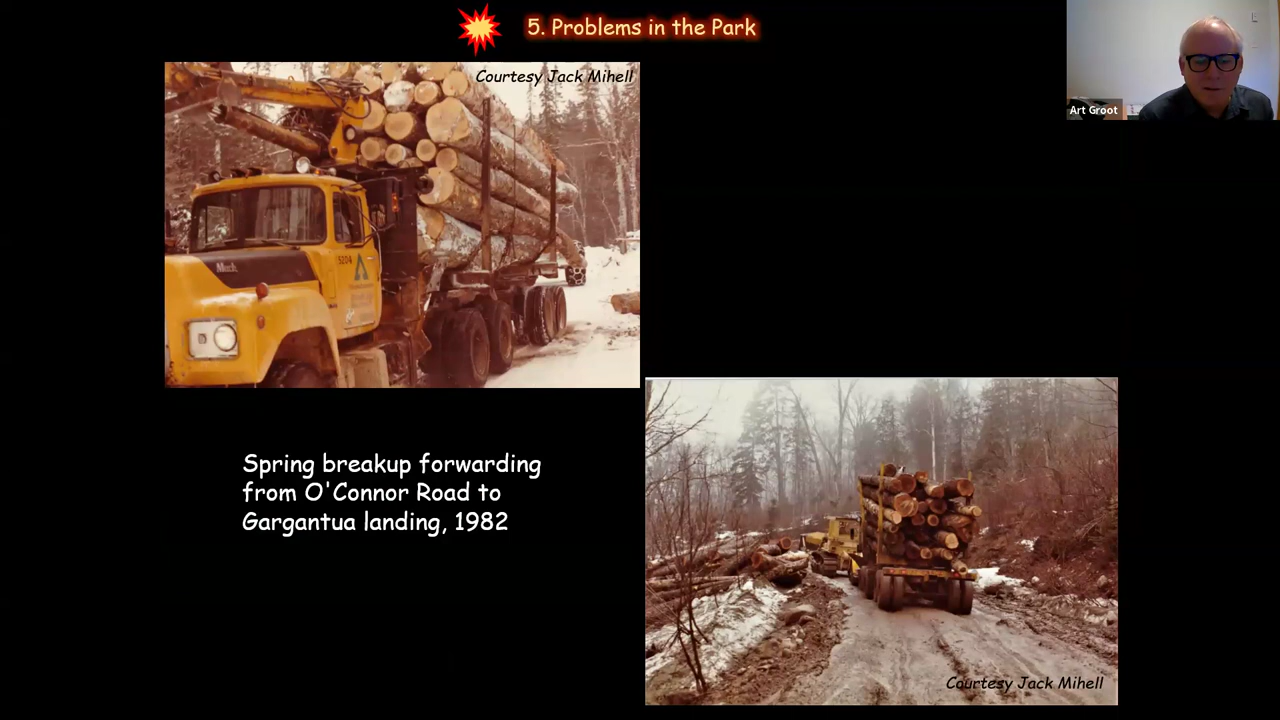 5. Problems in the Park
Courtesy Jack Mihell
Art Groot
Mack
5204
Spring breakup forwarding
from O'Connor Road to
Gargantua landing, 1982
Courtesy Jack Mihell